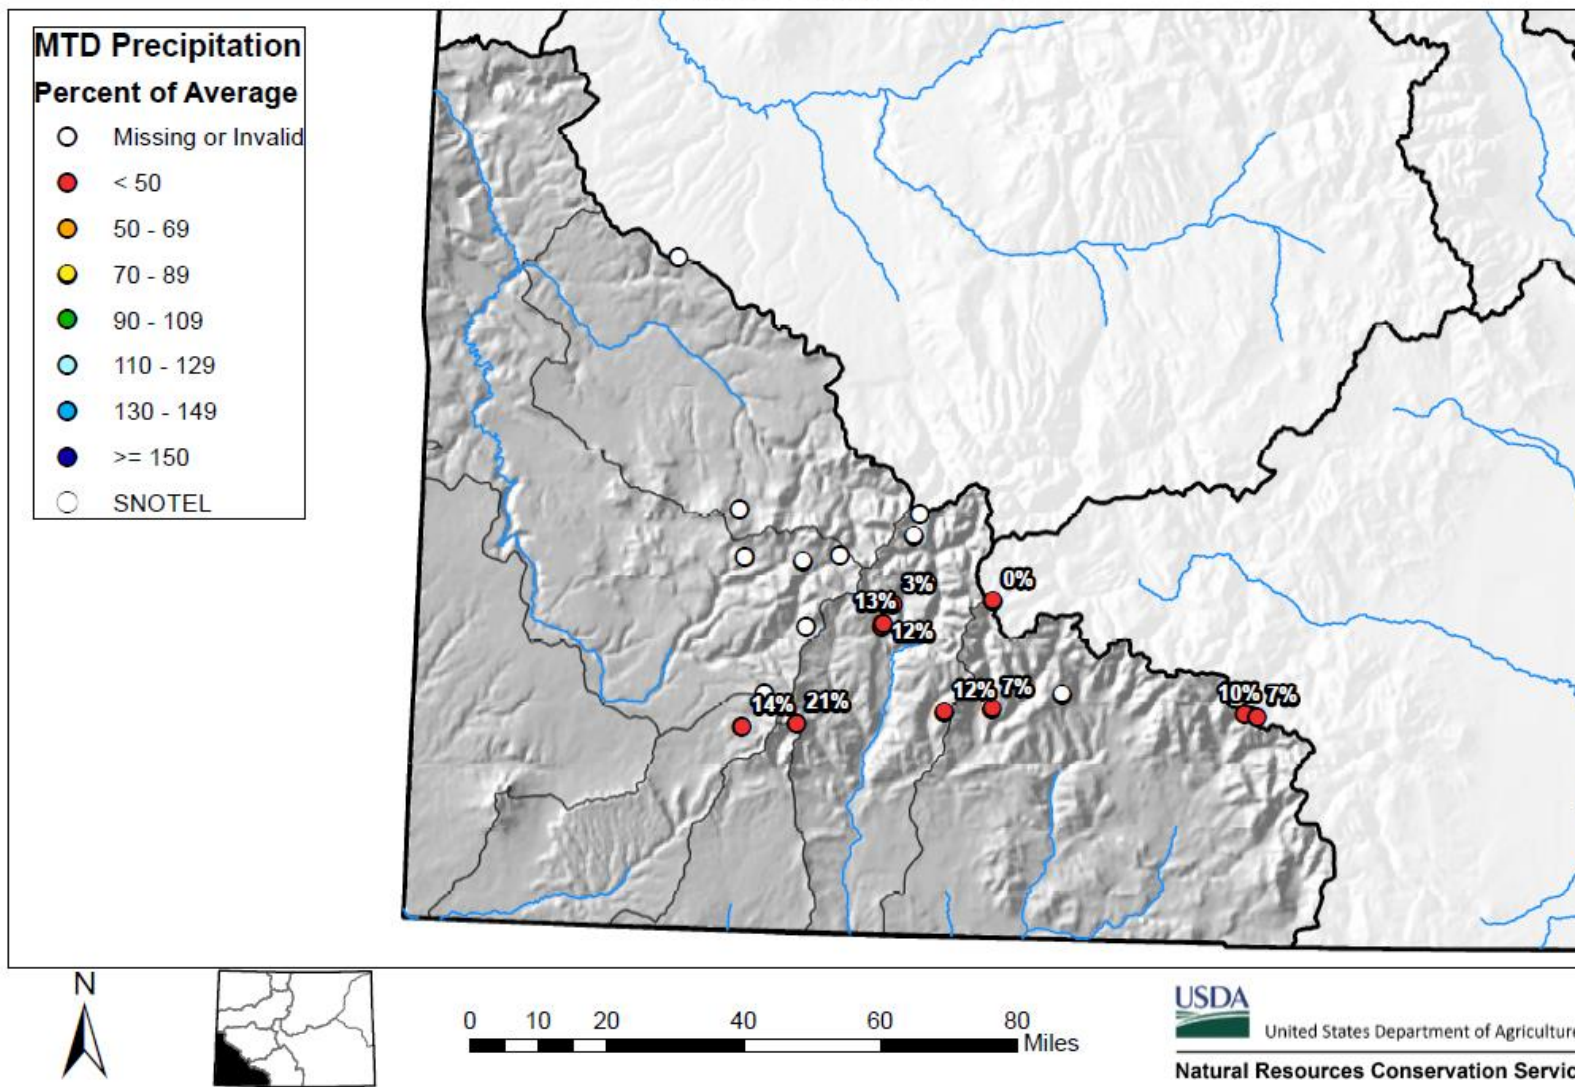 MTD Precipitation
Percent of Average
Missing or Invalid
< 50
50 - 69
70 - 89
90 - 109
110 - 129
130 - 149
>= 150
SNOTEL
0%
3%
13%
12%
14%
21%
12%
7%
10%
7%
N
0 10 20 40 60 80
Miles
USDA
United States Department of Agriculture
Natural Resources Conservation Servic